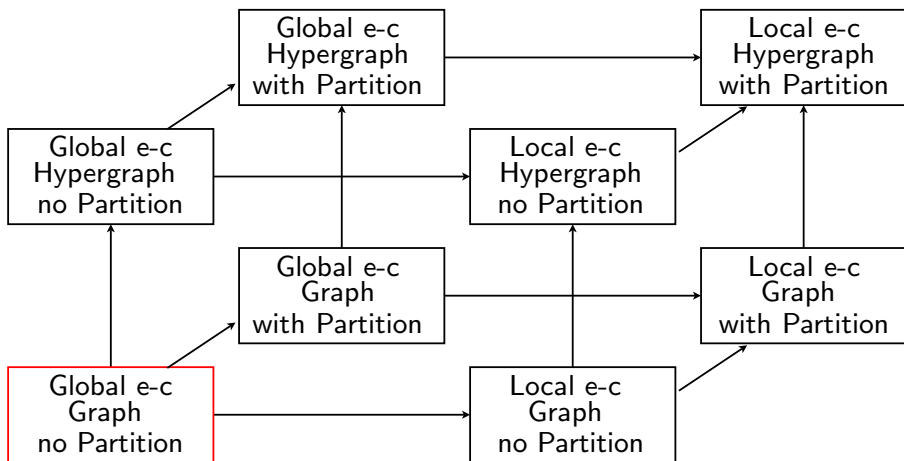 Global e-c
Hypergraph
with Partition
Local e-c
Hypergraph
with Partition
Global e-c
Hypergraph
no Partition
Local e-c
Hypergraph
no Partition
Global e-c
Graph
with Partition
Local e-c
Graph
with Partition
Global e-c
Graph
no Partition
Local e-c
Graph
no Partition